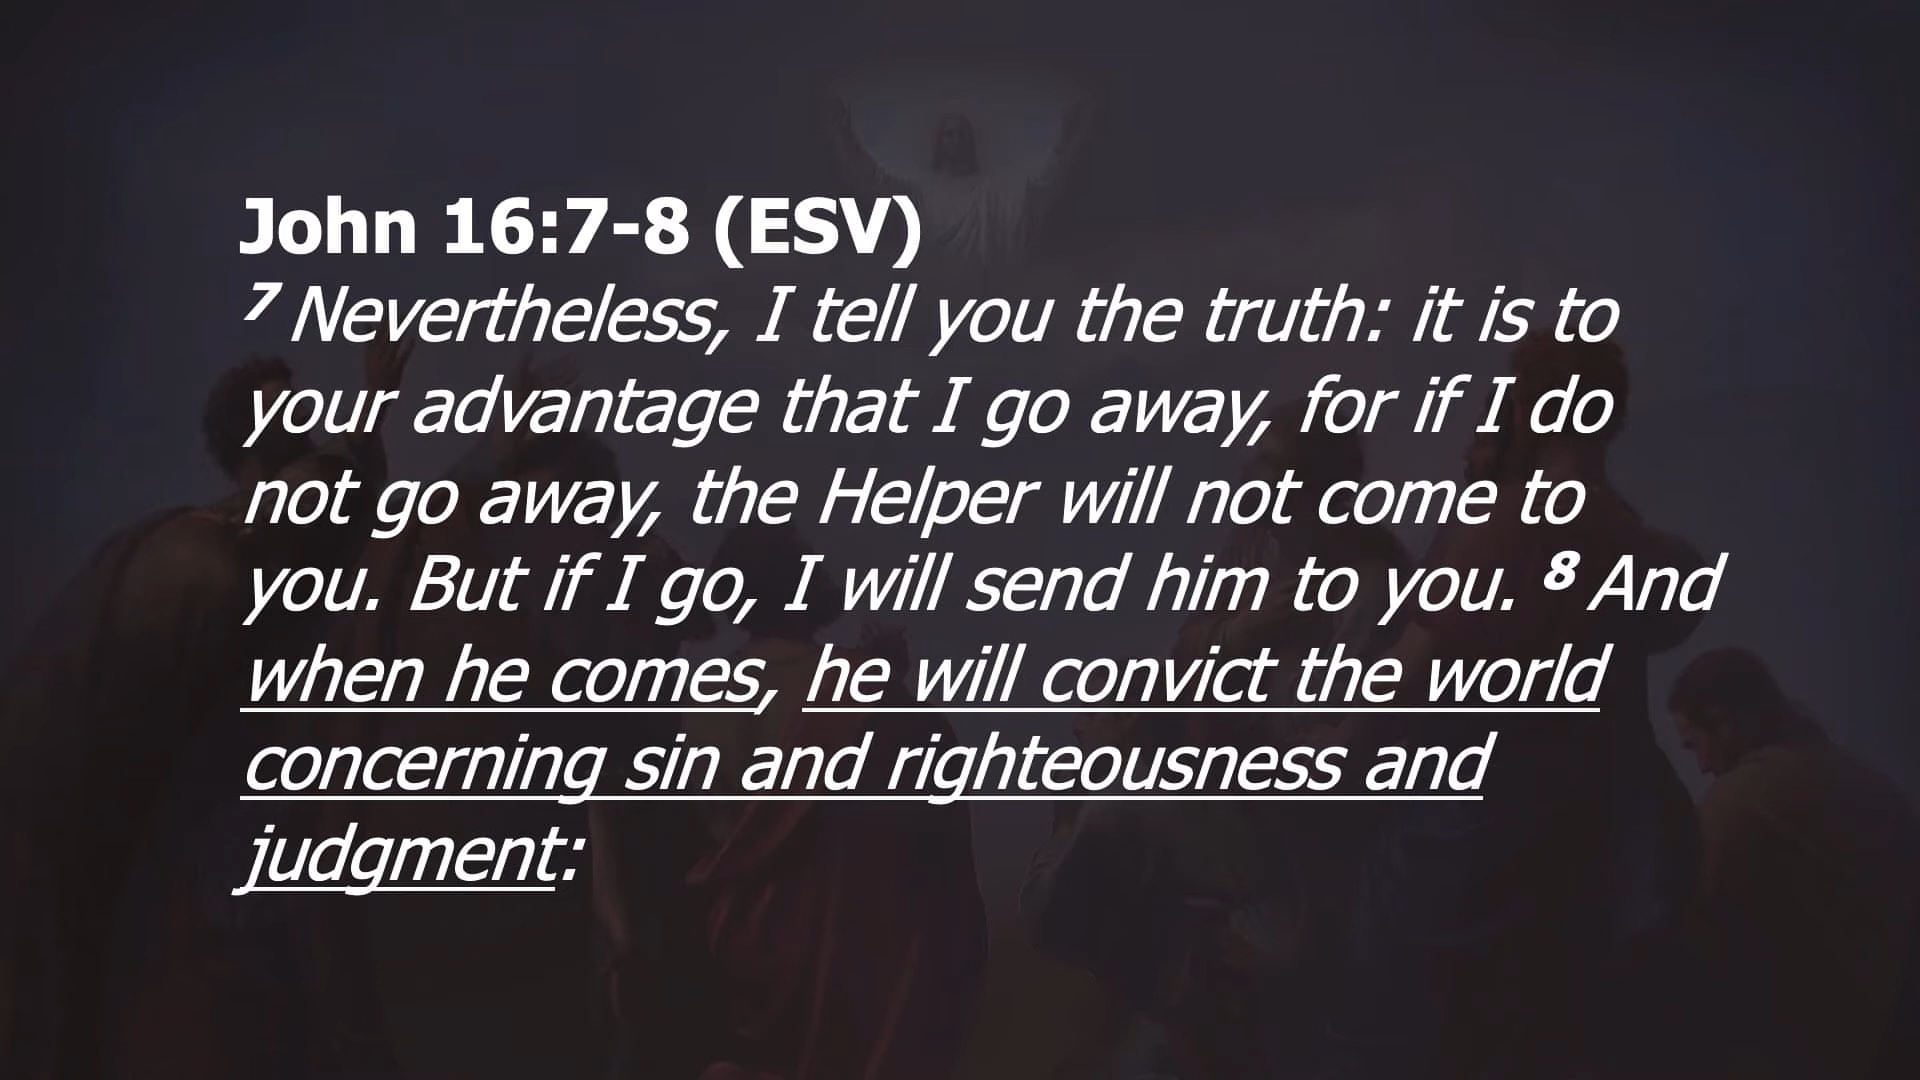 John 16:7-8 (ESV)
7 Nevertheless, I tell you the truth: it is to
your advantage that I go away, for if I do
not go away, the Helper will not come to
you. But if I go, I will send him to you. 8 And
when he comes, he will convict the world
concerning sin and righteousness and
judgment: